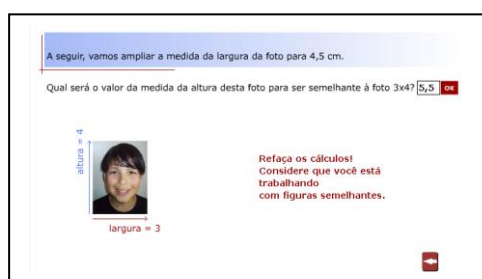 A seguir, vamos ampliar a medida da largura da foto para 4,5 cm.
Qual será o valor da medida da altura desta foto para ser semelhante à foto 3x4? 5,5 OK
altura = 4
Refaça os cálculos!
Considere que você está
trabalhando
com figuras semelhantes.
largura = 3